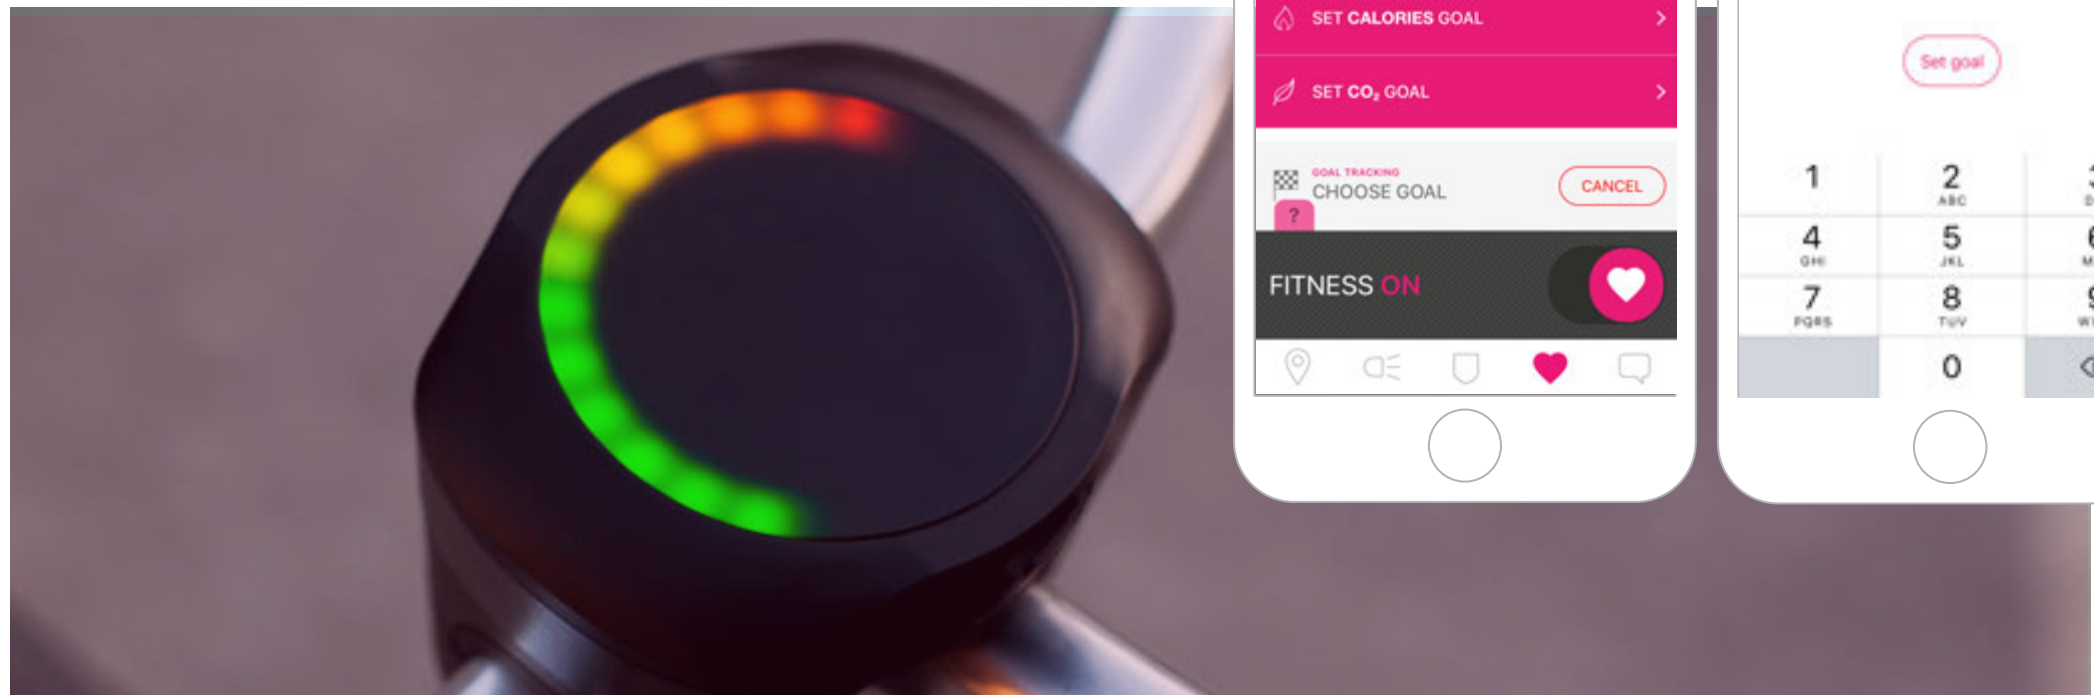 SET CALORIES GOAL
SET CO₂ GOAL
GOAL TRACKING
CHOOSE GOAL
CANCEL
?
FITNESS ON
Set goal
1
2
ABC
4
GHI
5
JKL
7
PQRS
8
TUV
0